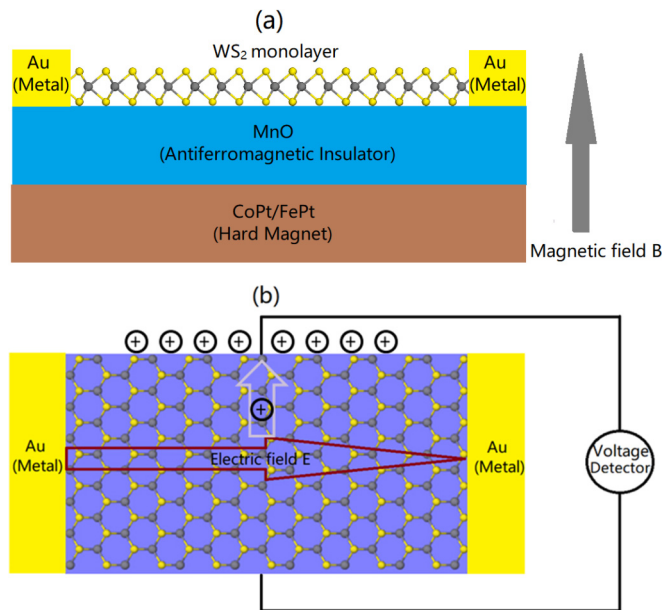 (a)
Au
(Metal)
WS₂ monolayer
Au
(Metal)
MnO
(Antiferromagnetic Insulator)
CoPt/FePt
(Hard Magnet)
Magnetic field B
(b)
+ + + + + + + +
+
Au
(Metal)
Electric field E
Au
(Metal)
Voltage
Detector